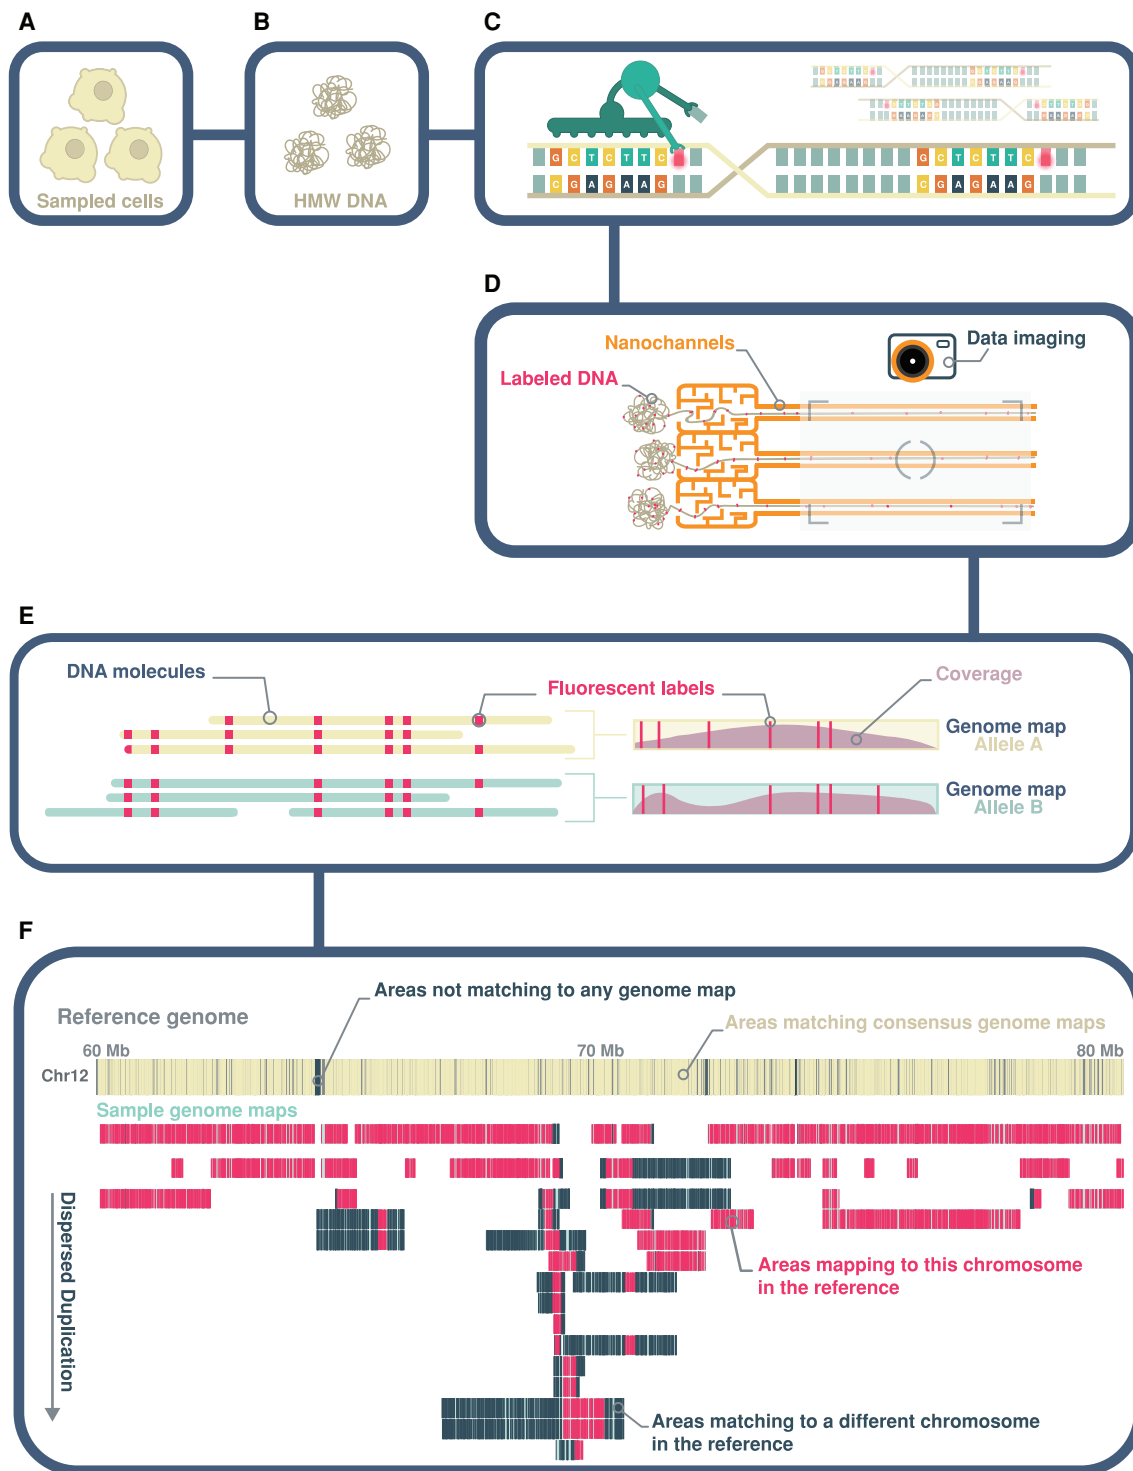 A
B
C
Sampled cells
HMW DNA
G C T C T T C
C G A G A A G
G C T C T T C
C G A G A A G
D
Nanochannels
Data imaging
Labeled DNA
E
DNA molecules
Fluorescent labels
Coverage
Genome map
Allele A
Genome map
Allele B
F
Areas not matching to any genome map
Reference genome
Areas matching consensus genome maps
60 Mb
70 Mb
80 Mb
Chr12
Sample genome maps
Dispersed Duplication
Areas mapping to this chromosome
in the reference
Areas matching to a different chromosome
in the reference